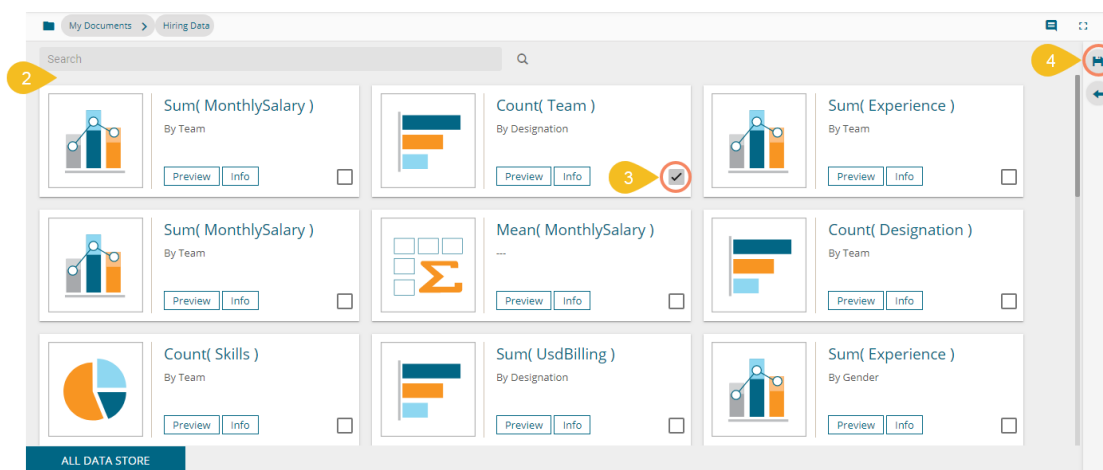 My Documents > Hiring Data
Search
2
4
Sum( MonthlySalary )
By Team
Preview Info
Count( Team )
By Designation
Preview Info
3
Sum( Experience )
By Team
Preview Info
Sum( MonthlySalary )
By Team
Preview Info
Mean( MonthlySalary )
---
Preview Info
Count( Designation )
By Team
Preview Info
Count( Skills )
By Team
Preview Info
Sum( UsdBilling )
By Designation
Preview Info
Sum( Experience )
By Gender
Preview Info
ALL DATA STORE